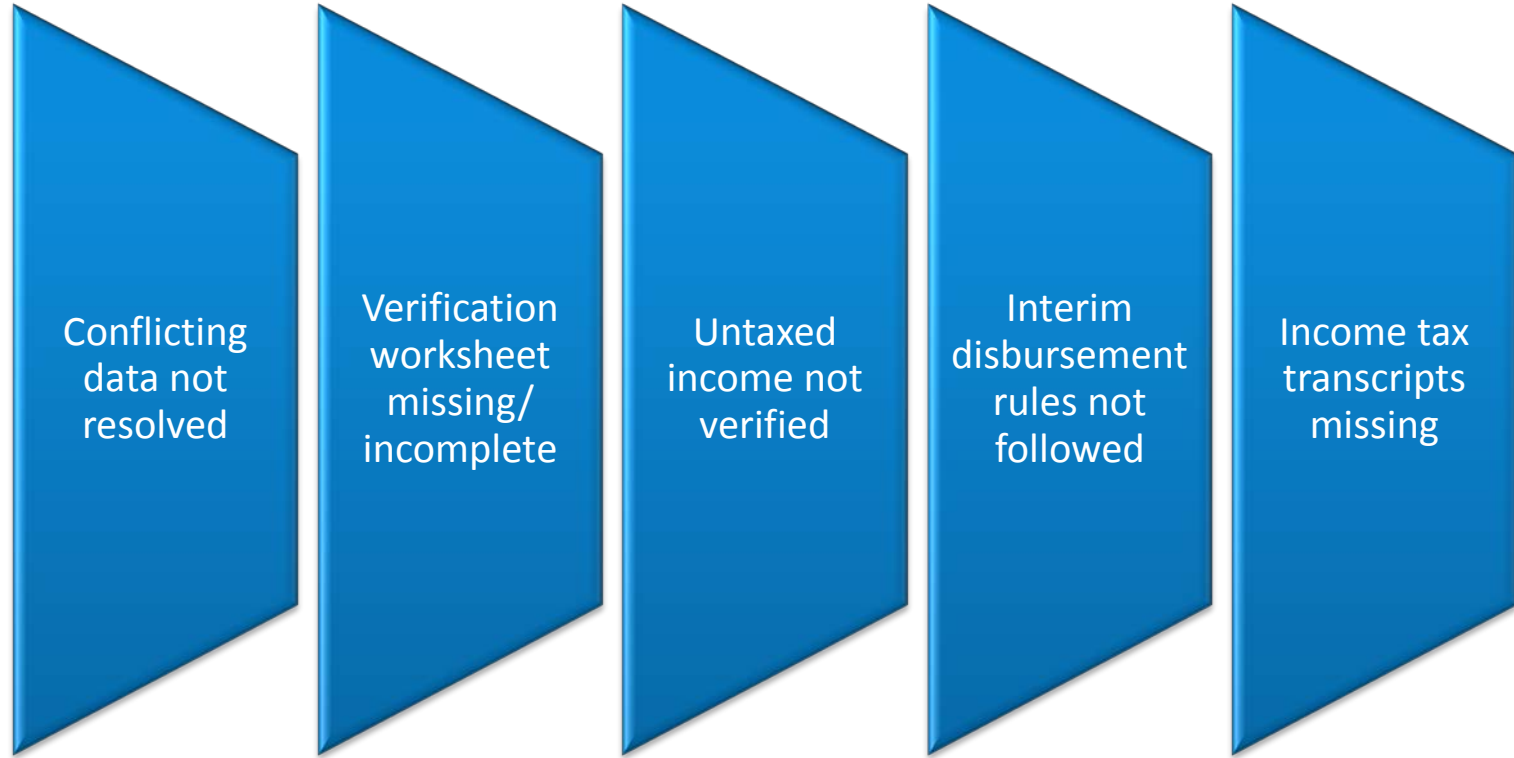 Conflicting
data not
resolved
Verification
worksheet
missing/
incomplete
Untaxed
income not
verified
Interim
disbursement
rules not
followed
Income tax
transcripts
missing